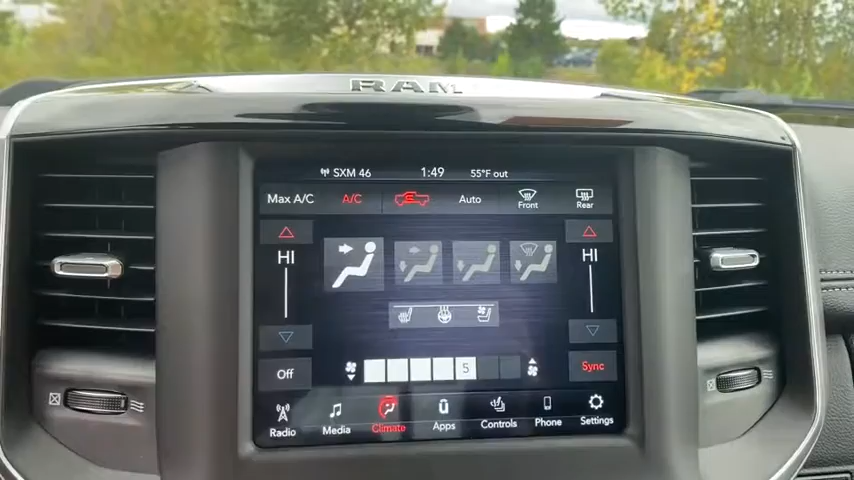 RAM
SXM 46 1:49 55°F out
Max A/C A/C Auto Front Rear
HI HI
5
Off Sync
Radio Media Climate Apps Controls Phone Settings